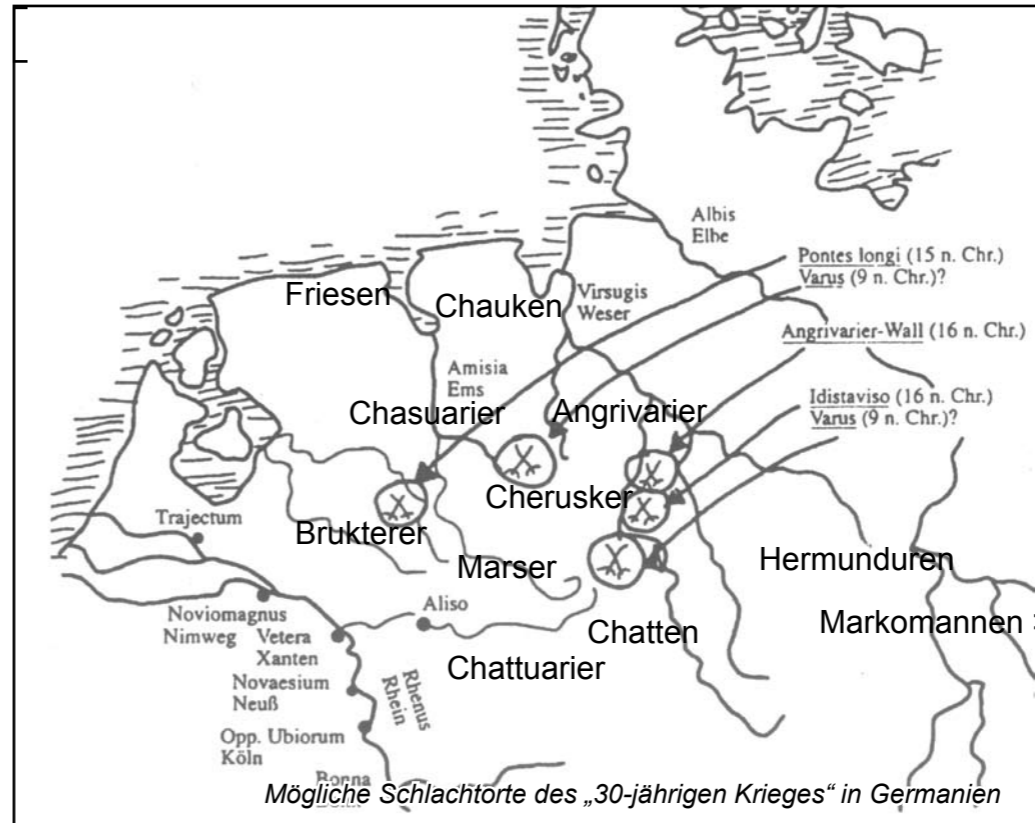 Albis
Elbe
Pontes longi (15 n. Chr.)
Varus (9 n. Chr.)?
Friesen
Chauken
Virsugis
Weser
Angrivarier-Wall (16 n. Chr.)
Amisia
Ems
Idistaviso (16 n. Chr.)
Varus (9 n. Chr.)?
Chasuarier
Angrivarier
Cherusker
Trajectum
Brukterer
Marser
Hermunduren
Noviomagnus
Nimweg
Vetera
Xanten
Aliso
Chatten
Markomannen
Chattuarier
Novaesium
Neuß
Rhenus
Rhein
Opp. Ubiorum
Köln
Bonna
Mögliche Schlachtorte des „30-jährigen Krieges“ in Germanien